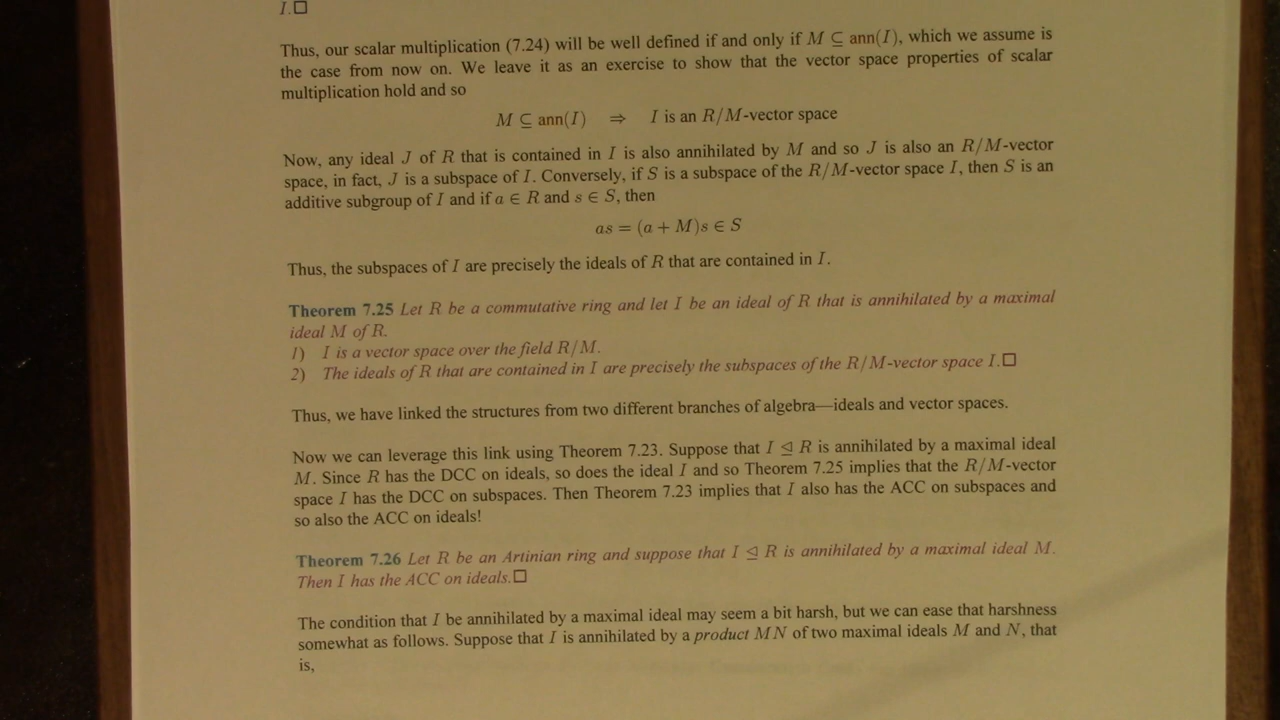 I.□
Thus, our scalar multiplication (7.24) will be well defined if and only if M ⊆ ann(I), which we assume is
the case from now on. We leave it as an exercise to show that the vector space properties of scalar
multiplication hold and so
M ⊆ ann(I) ⇒ I is an R/M-vector space
Now, any ideal J of R that is contained in I is also annihilated by M and so J is also an R/M-vector
space, in fact, J is a subspace of I. Conversely, if S is a subspace of the R/M-vector space I, then S is an
additive subgroup of I and if a ∈ R and s ∈ S, then
as = (a + M)s ∈ S
Thus, the subspaces of I are precisely the ideals of R that are contained in I.
Theorem 7.25 Let R be a commutative ring and let I be an ideal of R that is annihilated by a maximal
ideal M of R.
1) I is a vector space over the field R/M.
2) The ideals of R that are contained in I are precisely the subspaces of the R/M-vector space I.□
Thus, we have linked the structures from two different branches of algebra—ideals and vector spaces.
Now we can leverage this link using Theorem 7.23. Suppose that I ⊴ R is annihilated by a maximal ideal
M. Since R has the DCC on ideals, so does the ideal I and so Theorem 7.25 implies that the R/M-vector
space I has the DCC on subspaces. Then Theorem 7.23 implies that I also has the ACC on subspaces and
so also the ACC on ideals!
Theorem 7.26 Let R be an Artinian ring and suppose that I ⊴ R is annihilated by a maximal ideal M.
Then I has the ACC on ideals.□
The condition that I be annihilated by a maximal ideal may seem a bit harsh, but we can ease that harshness
somewhat as follows. Suppose that I is annihilated by a product MN of two maximal ideals M and N, that
is,